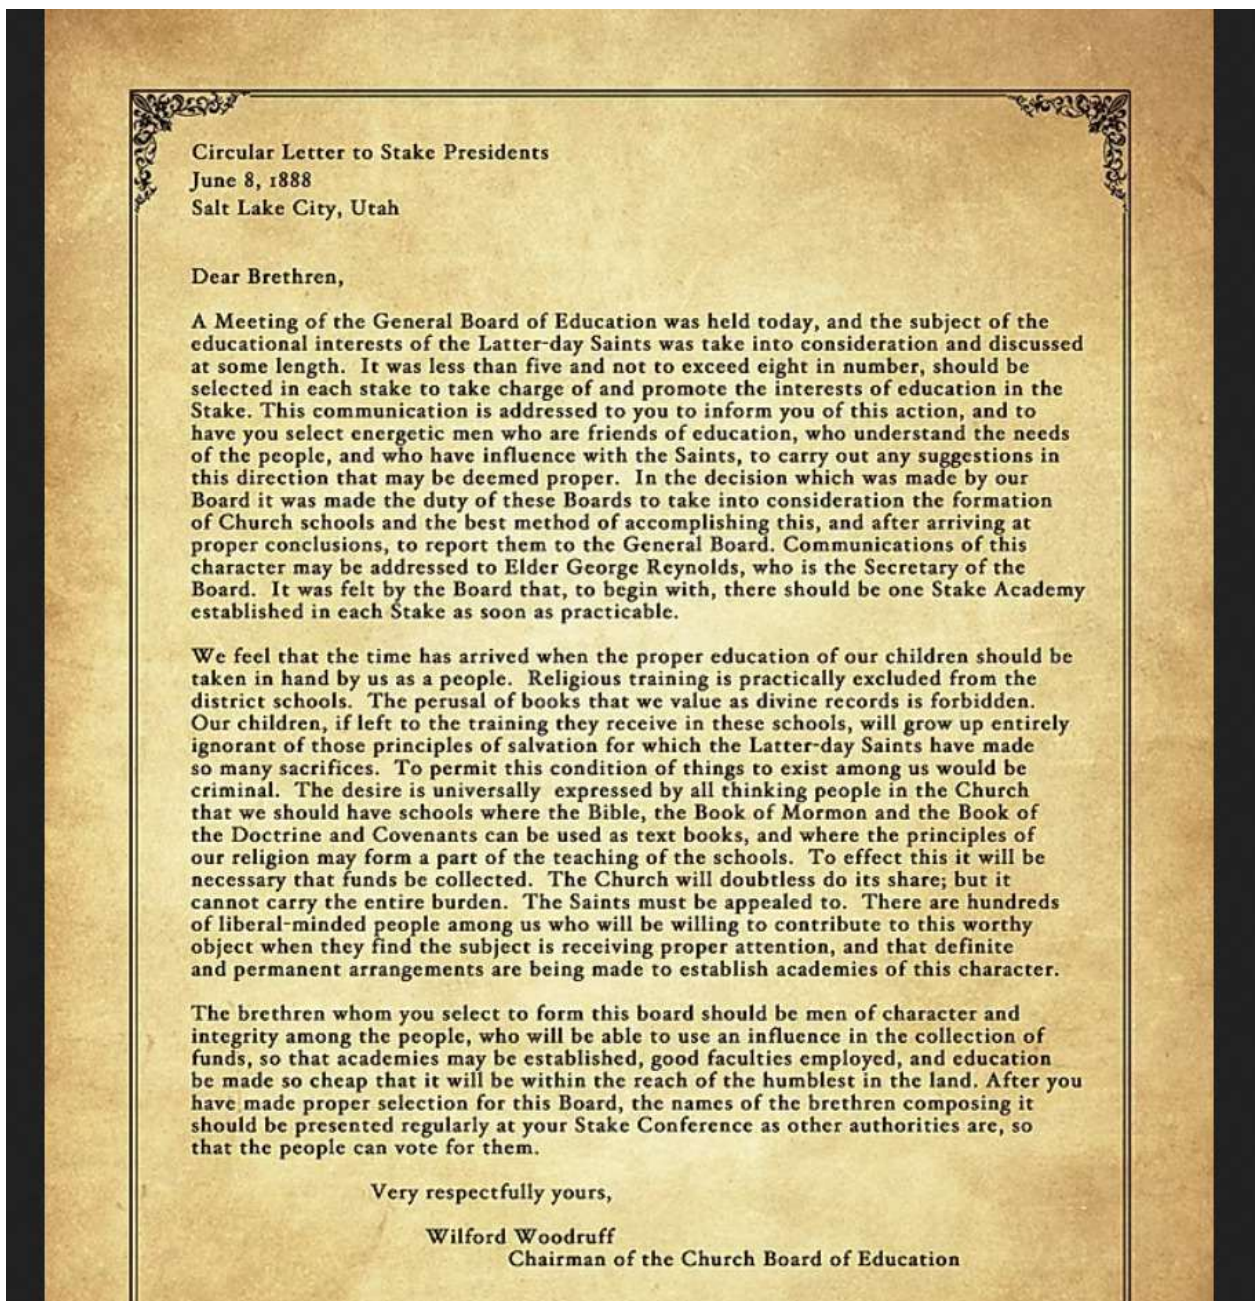 Circular Letter to Stake Presidents
June 8, 1888
Salt Lake City, Utah
Dear Brethren,
A Meeting of the General Board of Education was held today, and the subject of the
educational interests of the Latter-day Saints was take into consideration and discussed
at some length. It was less than five and not to exceed eight in number, should be
selected in each stake to take charge of and promote the interests of education in the
Stake. This communication is addressed to you to inform you of this action, and to
have you select energetic men who are friends of education, who understand the needs
of the people, and who have influence with the Saints, to carry out any suggestions in
this direction that may be deemed proper. In the decision which was made by our
Board it was made the duty of these Boards to take into consideration the formation
of Church schools and the best method of accomplishing this, and after arriving at
proper conclusions, to report them to the General Board. Communications of this
character may be addressed to Elder George Reynolds, who is the Secretary of the
Board. It was felt by the Board that, to begin with, there should be one Stake Academy
established in each Stake as soon as practicable.
We feel that the time has arrived when the proper education of our children should be
taken in hand by us as a people. Religious training is practically excluded from the
district schools. The perusal of books that we value as divine records is forbidden.
Our children, if left to the training they receive in these schools, will grow up entirely
ignorant of those principles of salvation for which the Latter-day Saints have made
so many sacrifices. To permit this condition of things to exist among us would be
criminal. The desire is universally expressed by all thinking people in the Church
that we should have schools where the Bible, the Book of Mormon and the Book of
the Doctrine and Covenants can be used as text books, and where the principles of
our religion may form a part of the teaching of the schools. To effect this it will be
necessary that funds be collected. The Church will doubtless do its share; but it
cannot carry the entire burden. The Saints must be appealed to. There are hundreds
of liberal-minded people among us who will be willing to contribute to this worthy
object when they find the subject is receiving proper attention, and that definite
and permanent arrangements are being made to establish academies of this character.
The brethren whom you select to form this board should be men of character and
integrity among the people, who will be able to use an influence in the collection of
funds, so that academies may be established, good faculties employed, and education
be made so cheap that it will be within the reach of the humblest in the land. After you
have made proper selection for this Board, the names of the brethren composing it
should be presented regularly at your Stake Conference as other authorities are, so
that the people can vote for them.
Very respectfully yours,
Wilford Woodruff
Chairman of the Church Board of Education